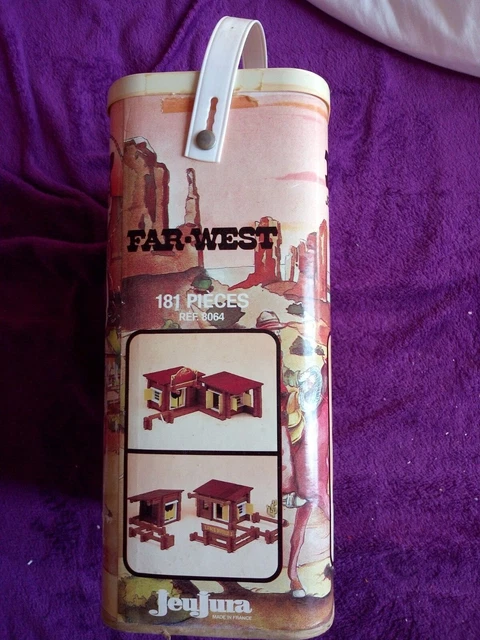 FAR-WEST
181 PIECES
REF. 8064
JeuJura
MADE IN FRANCE